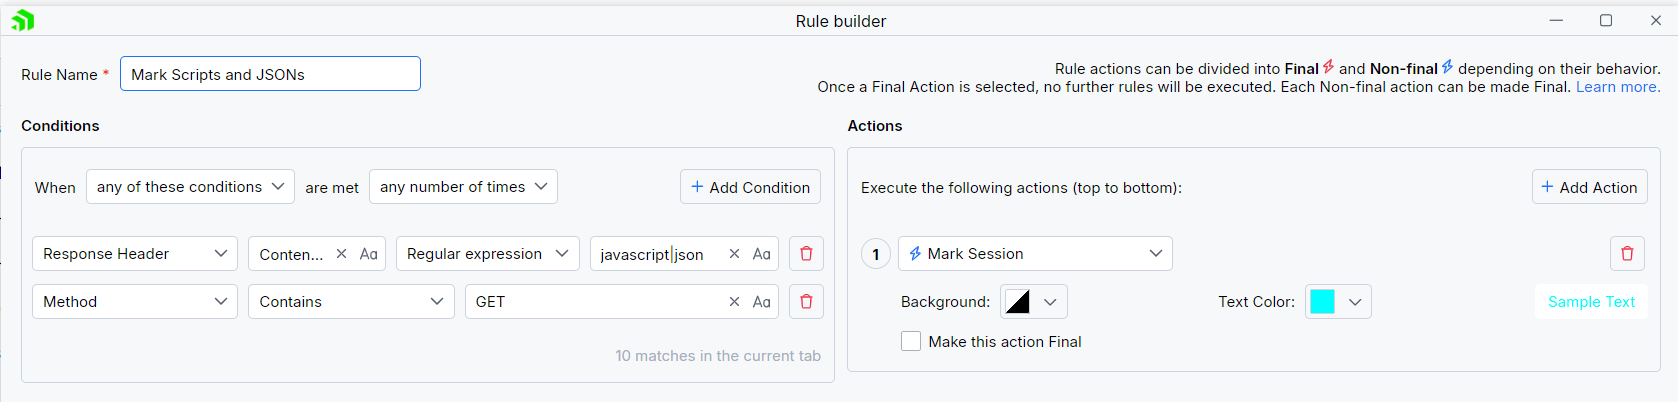 Rule builder
Rule Name * Mark Scripts and JSONs
Rule actions can be divided into Final and Non-final depending on their behavior.
Once a Final Action is selected, no further rules will be executed. Each Non-final action can be made Final. Learn more.
Conditions
When any of these conditions are met any number of times + Add Condition
Response Header Conten... Aa Regular expression javascript|json Aa
Method Contains GET Aa
10 matches in the current tab
Actions
Execute the following actions (top to bottom): + Add Action
1 Mark Session
Background: Text Color: Sample Text
Make this action Final